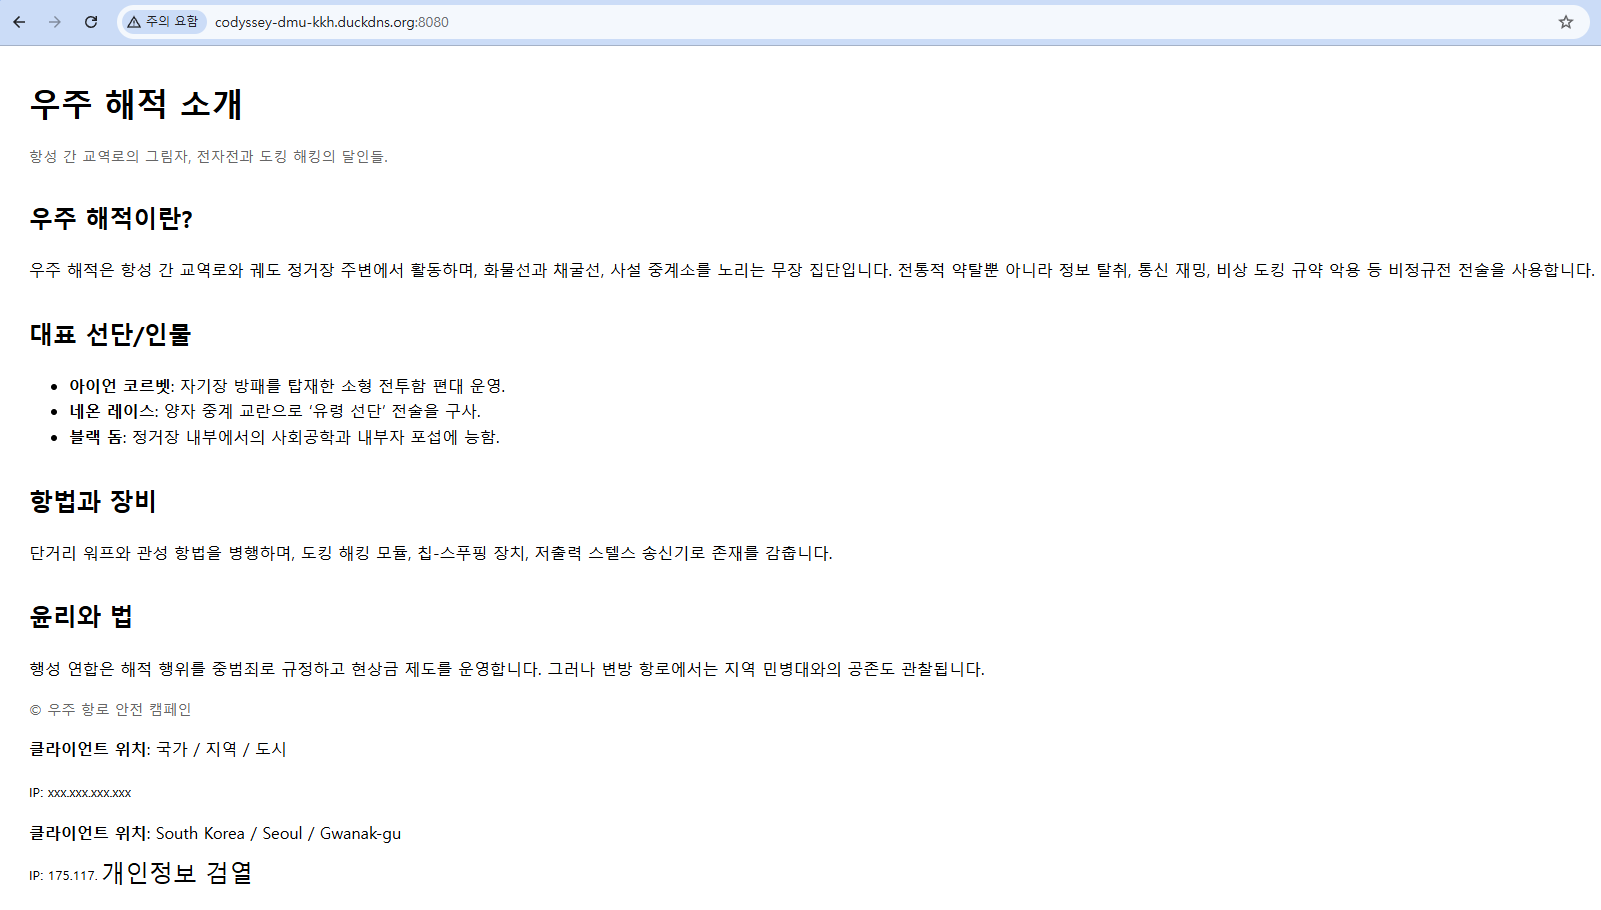 주의 요함
codyssey-dmu-kkh.duckdns.org:8080
우주 해적 소개
항성 간 교역로의 그림자, 전자전과 도킹 해킹의 달인들.
우주 해적이란?
우주 해적은 항성 간 교역로와 궤도 정거장 주변에서 활동하며, 화물선과 채굴선, 사설 중계소를 노리는 무장 집단입니다. 전통적 약탈뿐 아니라 정보 탈취, 통신 재밍, 비상 도킹 규약 악용 등 비정규전 전술을 사용합니다.
대표 선단/인물
• 아이언 코르벳: 자기장 방패를 탑재한 소형 전투함 편대 운영.
• 네온 레이스: 양자 중계 교란으로 ‘유령 선단’ 전술을 구사.
• 블랙 돔: 정거장 내부에서의 사회공학과 내부자 포섭에 능함.
항법과 장비
단거리 워프와 관성 항법을 병행하며, 도킹 해킹 모듈, 칩-스푸핑 장치, 저출력 스텔스 송신기로 존재를 감춥니다.
윤리와 법
행성 연합은 해적 행위를 중범죄로 규정하고 현상금 제도를 운영합니다. 그러나 변방 항로에서는 지역 민병대와의 공존도 관찰됩니다.
© 우주 항로 안전 캠페인
클라이언트 위치: 국가 / 지역 / 도시
IP: xxx.xxx.xxx.xxx
클라이언트 위치: South Korea / Seoul / Gwanak-gu
IP: 175.117. 개인정보 검열